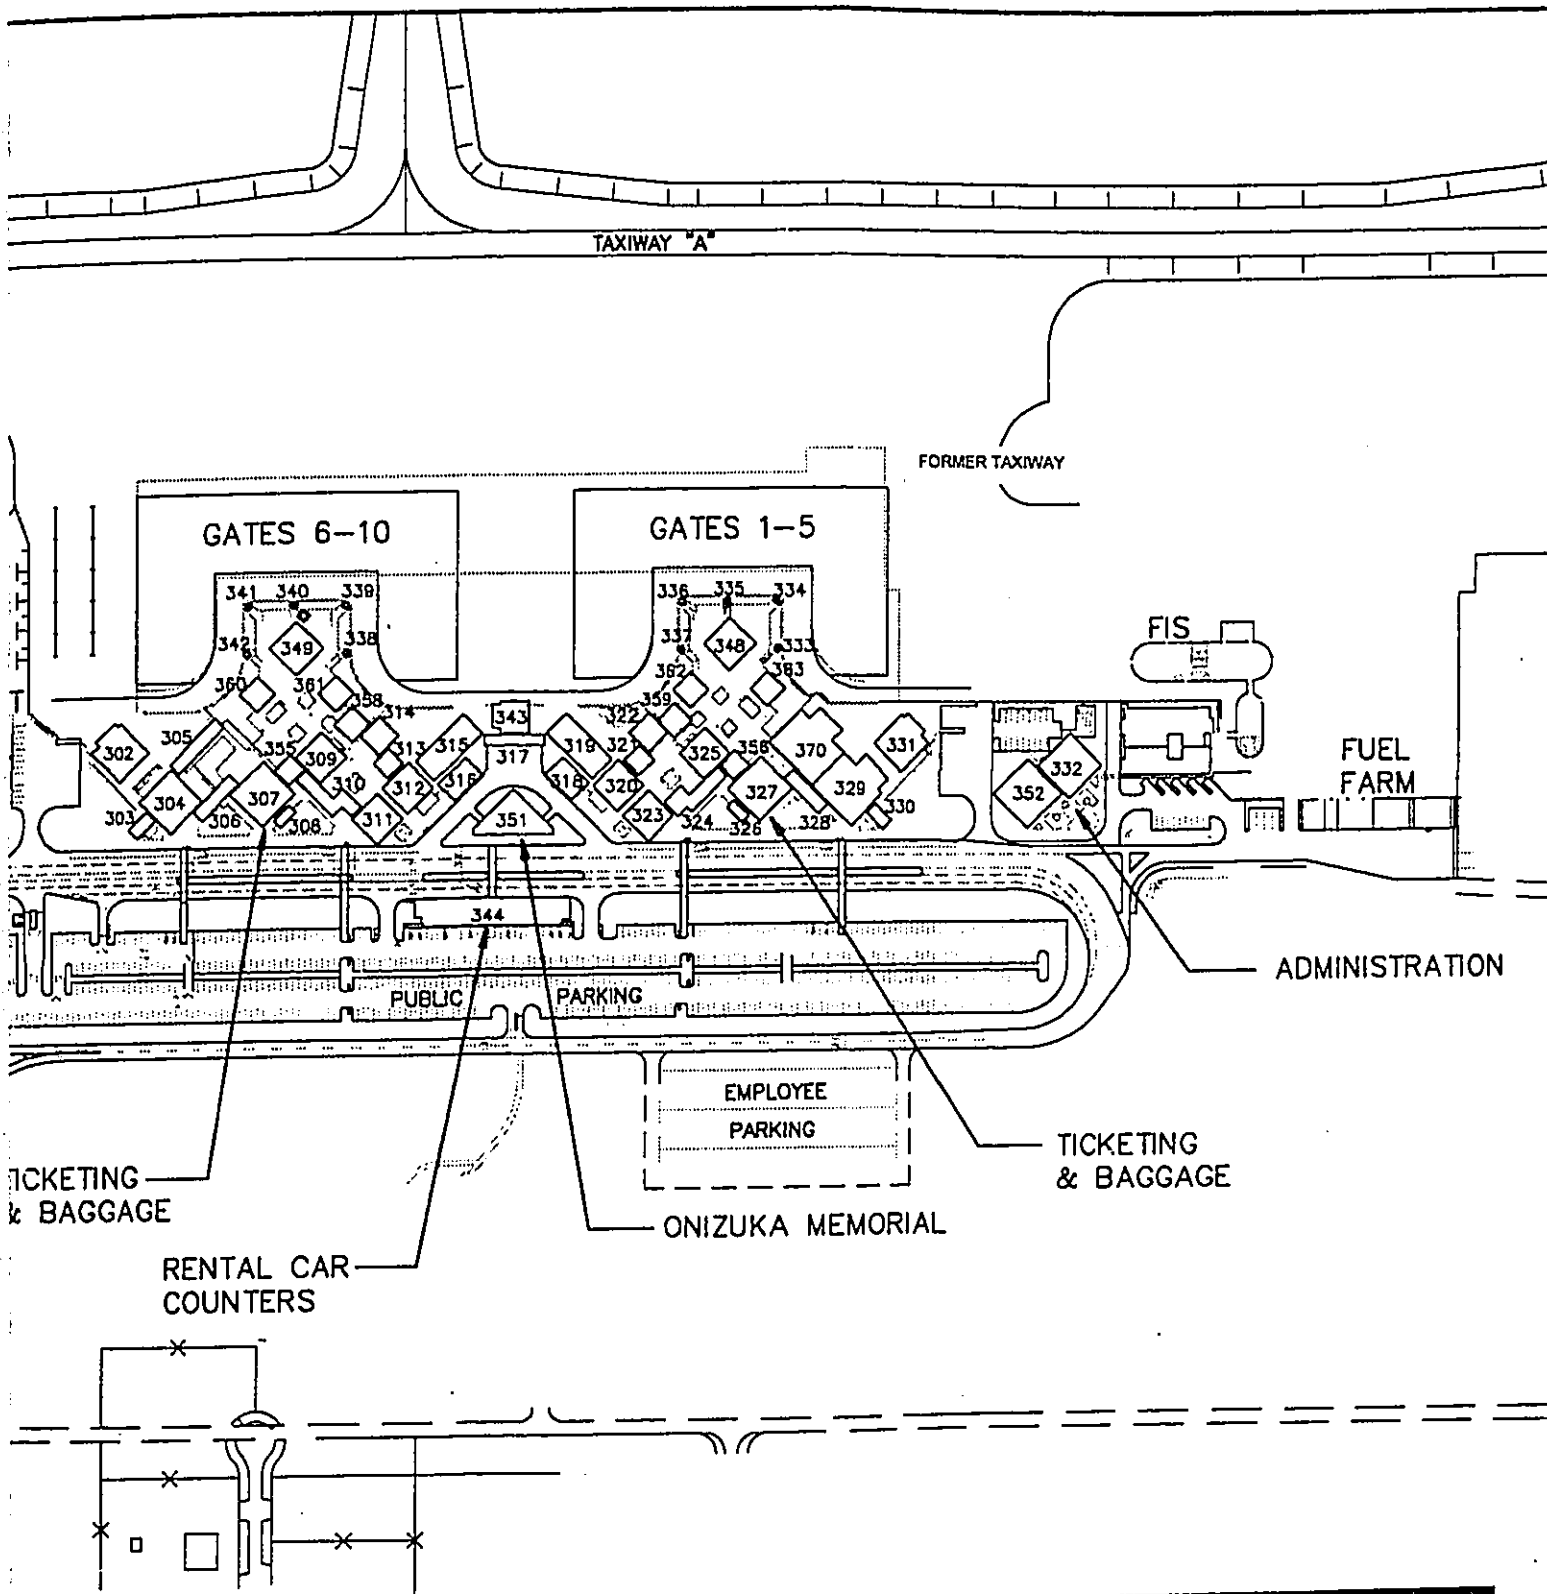 TAXIWAY "A"
FORMER TAXIWAY
GATES 6-10
GATES 1-5
341 340 339
336 335 334
342 349 338
337 348 333
FIS
360 361 358 314
362 359 363
302 305 355 309 313 315 343 317 319 322 321 325 356 370 331
FUEL
FARM
303 304 306 307 308 310 311 312 316 318 320 323 324 326 327 328 329 330
351
352 332
344
ADMINISTRATION
PUBLIC PARKING
EMPLOYEE
PARKING
TICKETING
& BAGGAGE
TICKETING
& BAGGAGE
ONIZUKA MEMORIAL
RENTAL CAR
COUNTERS